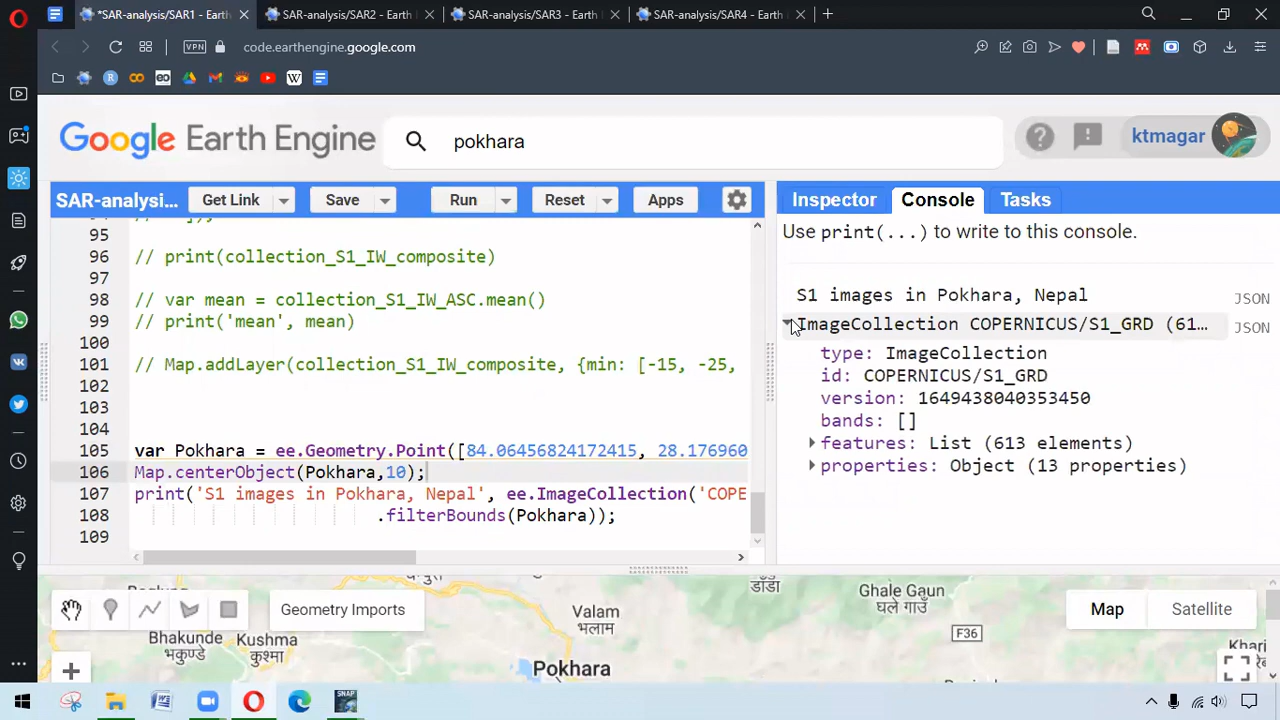 *SAR-analysis/SAR1 - Earth
SAR-analysis/SAR2 - Earth
SAR-analysis/SAR3 - Earth
SAR-analysis/SAR4 - Earth
VPN
code.earthengine.google.com
Google Earth Engine
pokhara
ktmagar
SAR-analysi...
Get Link
Save
Run
Reset
Apps
Inspector
Console
Tasks
95
96 // print(collection_S1_IW_composite)
97
98 // var mean = collection_S1_IW_ASC.mean()
99 // print('mean', mean)
100
101 // Map.addLayer(collection_S1_IW_composite, {min: [-15, -25,
102
103
104
105 var Pokhara = ee.Geometry.Point([84.06456824172415, 28.176960
106 Map.centerObject(Pokhara,10);
107 print('S1 images in Pokhara, Nepal', ee.ImageCollection('COPE
108 .filterBounds(Pokhara));
109
Use print(...) to write to this console.
S1 images in Pokhara, Nepal JSON
ImageCollection COPERNICUS/S1_GRD (61… JSON
type: ImageCollection
id: COPERNICUS/S1_GRD
version: 1649438040353450
bands: []
features: List (613 elements)
properties: Object (13 properties)
Geometry Imports
Map
Satellite
Bhakunde
भकुण्डे
Kushma
कुश्मा
Valam
भलाम
Pokhara
डाँडा
Ghale Gaun
घले गाउँ
F36